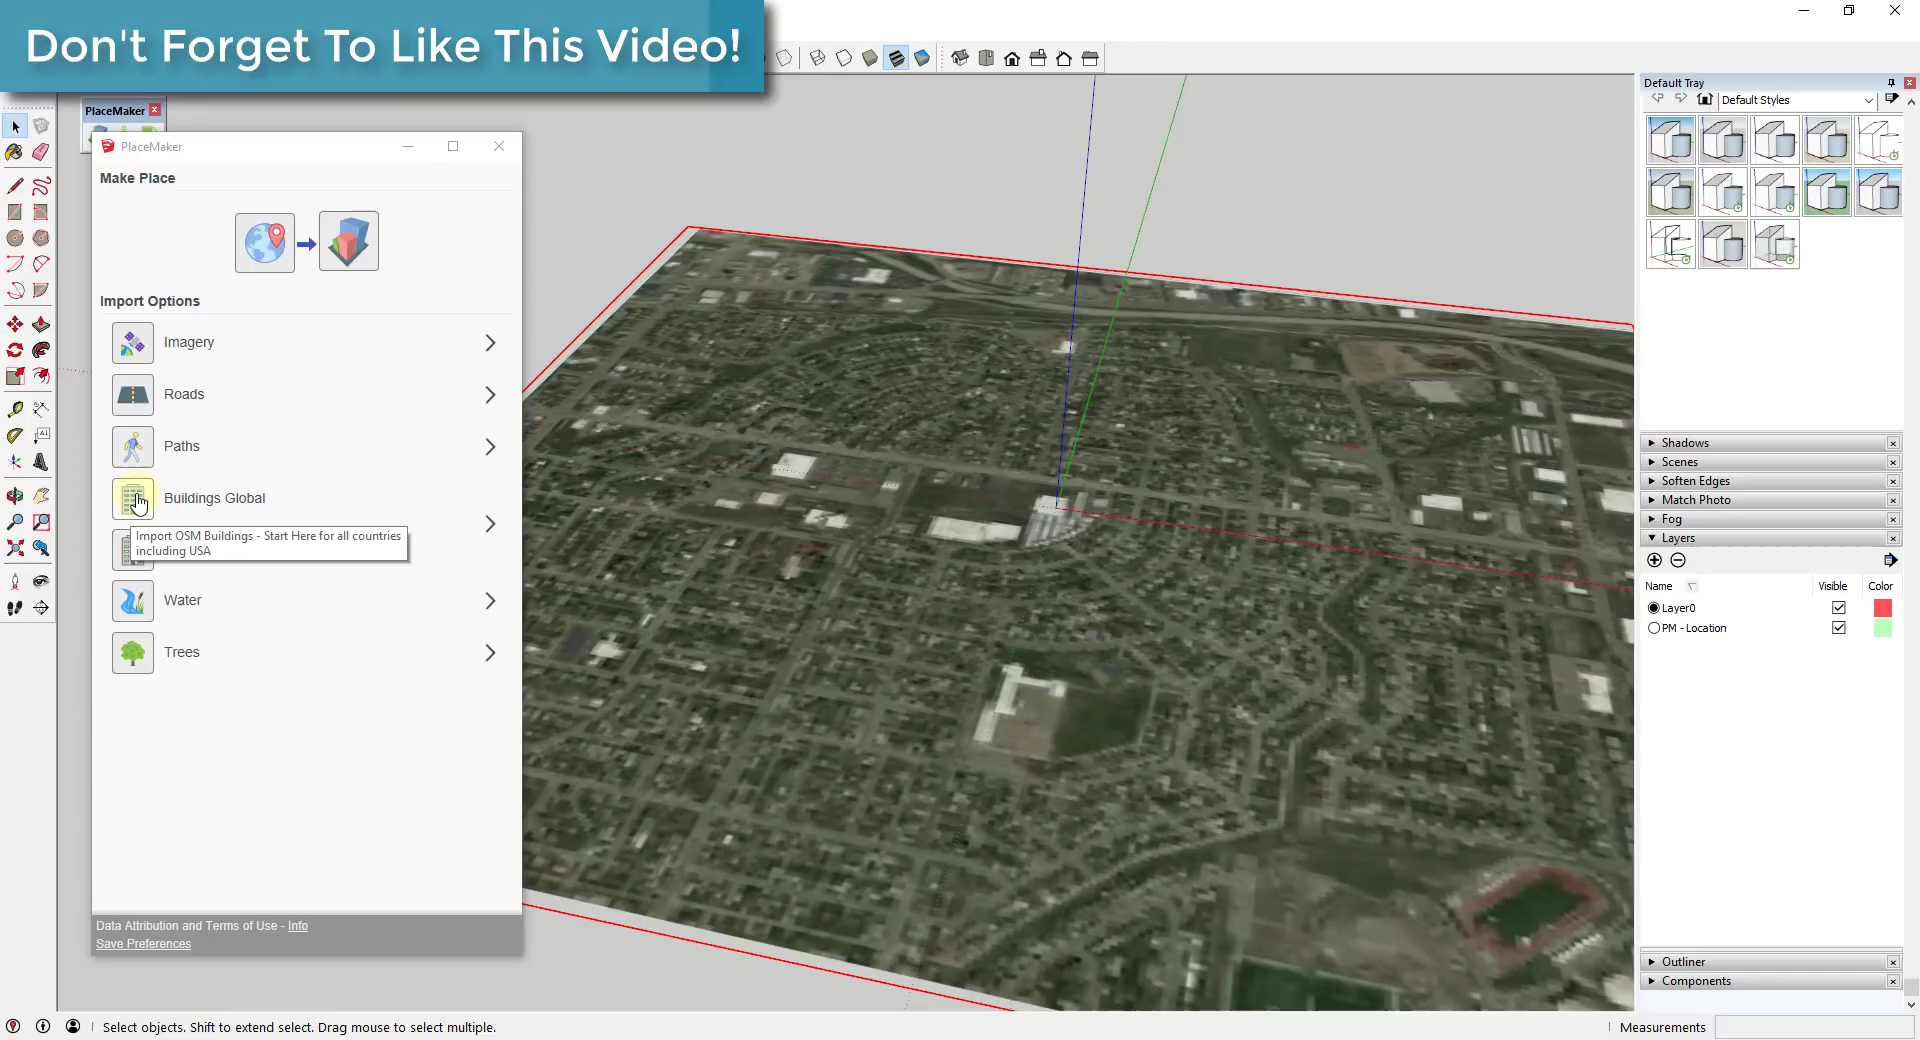 Don't Forget To Like This Video!
Default Tray
Default Styles
PlaceMaker
PlaceMaker
Make Place
Import Options
Imagery
Roads
Paths
Buildings Global
Import OSM Buildings - Start Here for all countries
including USA
Water
Trees
Data Attribution and Terms of Use - Info
Save Preferences
Shadows
Scenes
Soften Edges
Match Photo
Fog
Layers
Name Visible Color
Layer0
PM - Location
Outliner
Components
Select objects. Shift to extend select. Drag mouse to select multiple.
Measurements